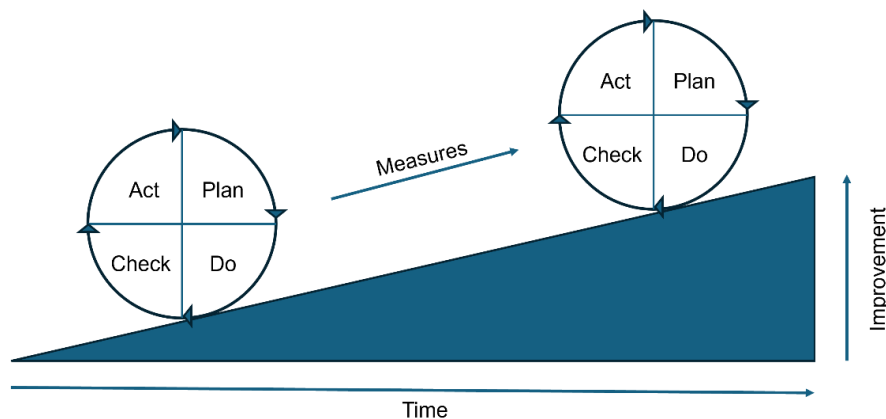 Act Plan
Check Do
Measures
Act Plan
Check Do
Improvement
Time